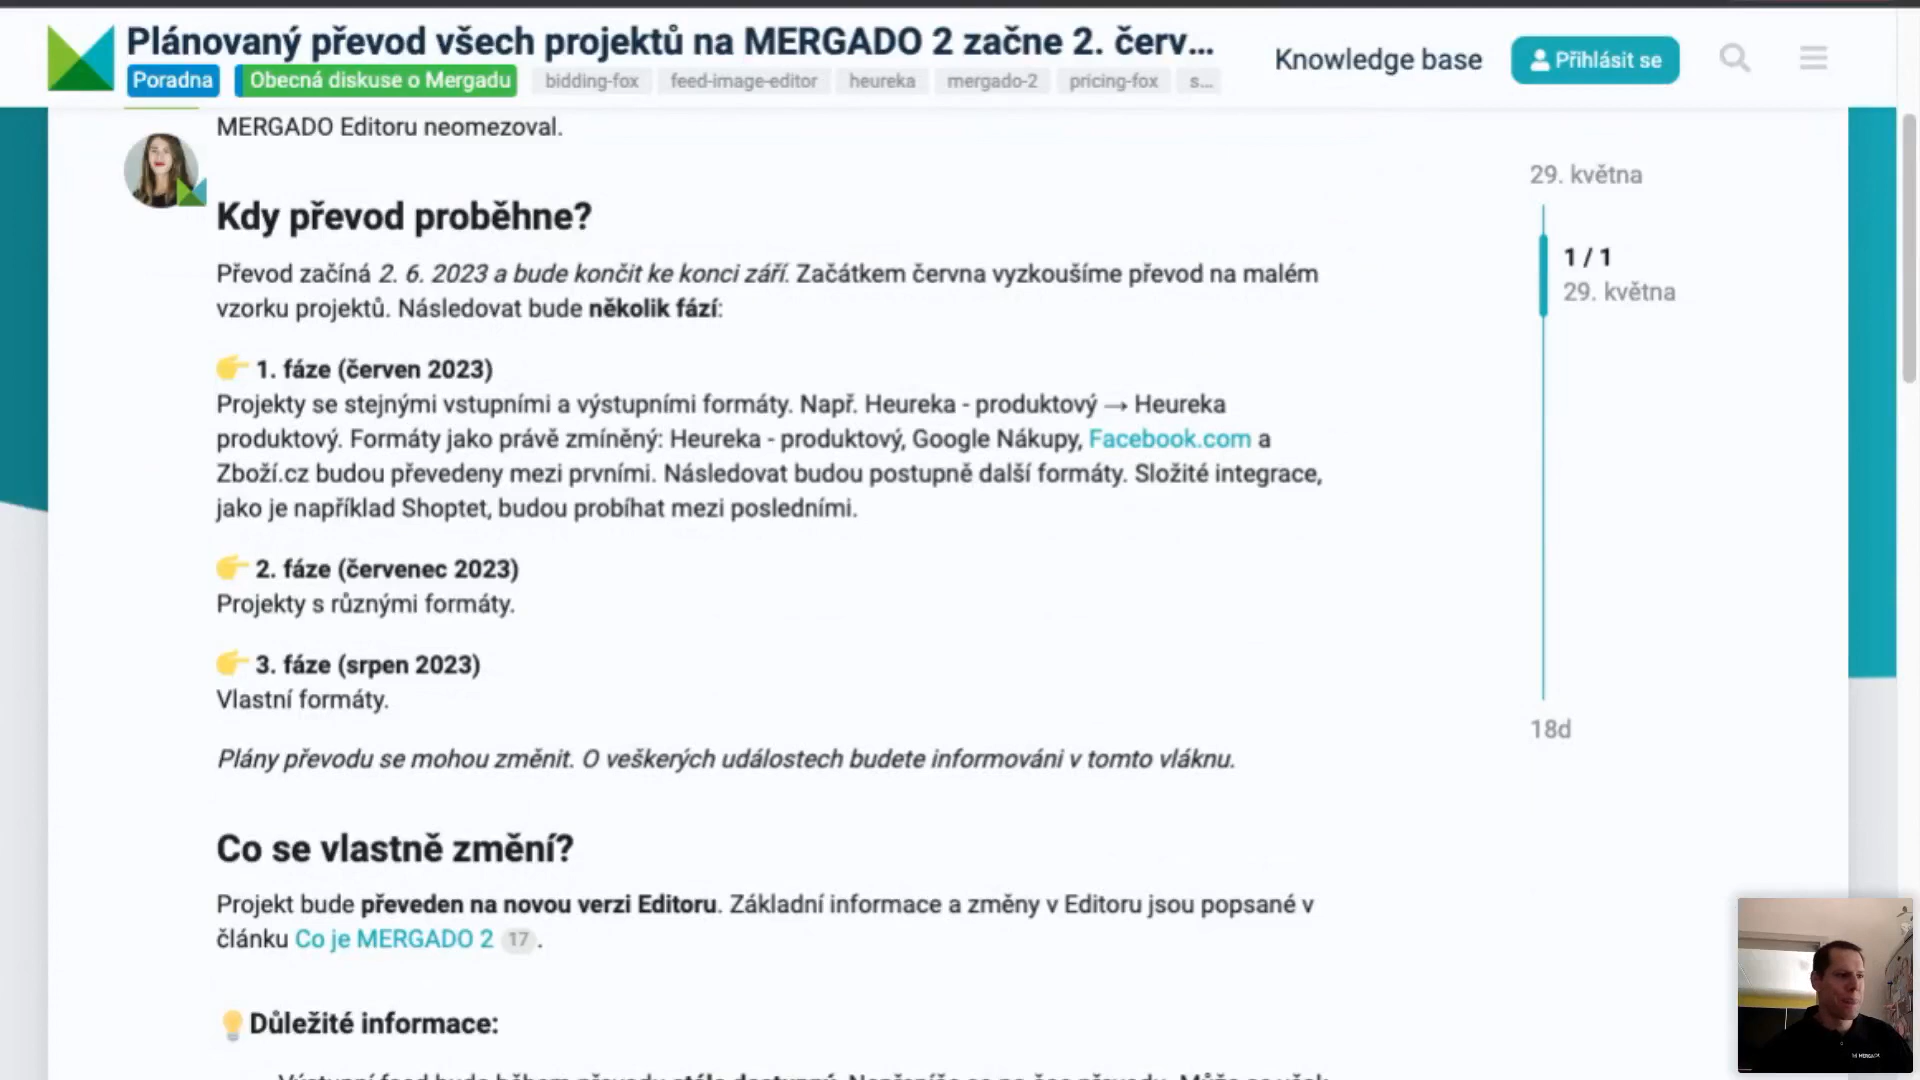 Plánovaný převod všech projektů na MERGADO 2 začne 2. červ...
Knowledge base
Přihlásit se
Poradna
Obecná diskuse o Mergadu
bidding-fox
feed-image-editor
heureka
mergado-2
pricing-fox
s...
MERGADO Editoru neomezoval.
29. května
Kdy převod proběhne?
1 / 1
29. května
Převod začíná 2. 6. 2023 a bude končit ke konci září. Začátkem června vyzkoušíme převod na malém
vzorku projektů. Následovat bude několik fází:
1. fáze (červen 2023)
Projekty se stejnými vstupními a výstupními formáty. Např. Heureka - produktový → Heureka
produktový. Formáty jako právě zmíněný: Heureka - produktový, Google Nákupy, Facebook.com a
Zboží.cz budou převedeny mezi prvními. Následovat budou postupně další formáty. Složité integrace,
jako je například Shoptet, budou probíhat mezi posledními.
2. fáze (červenec 2023)
Projekty s různými formáty.
3. fáze (srpen 2023)
Vlastní formáty.
18d
Plány převodu se mohou změnit. O veškerých událostech budete informováni v tomto vláknu.
Co se vlastně změní?
Projekt bude převeden na novou verzi Editoru. Základní informace a změny v Editoru jsou popsané v
článku Co je MERGADO 2 17 .
Důležité informace:
Výstupní feed bude během převodu stále dostupný.